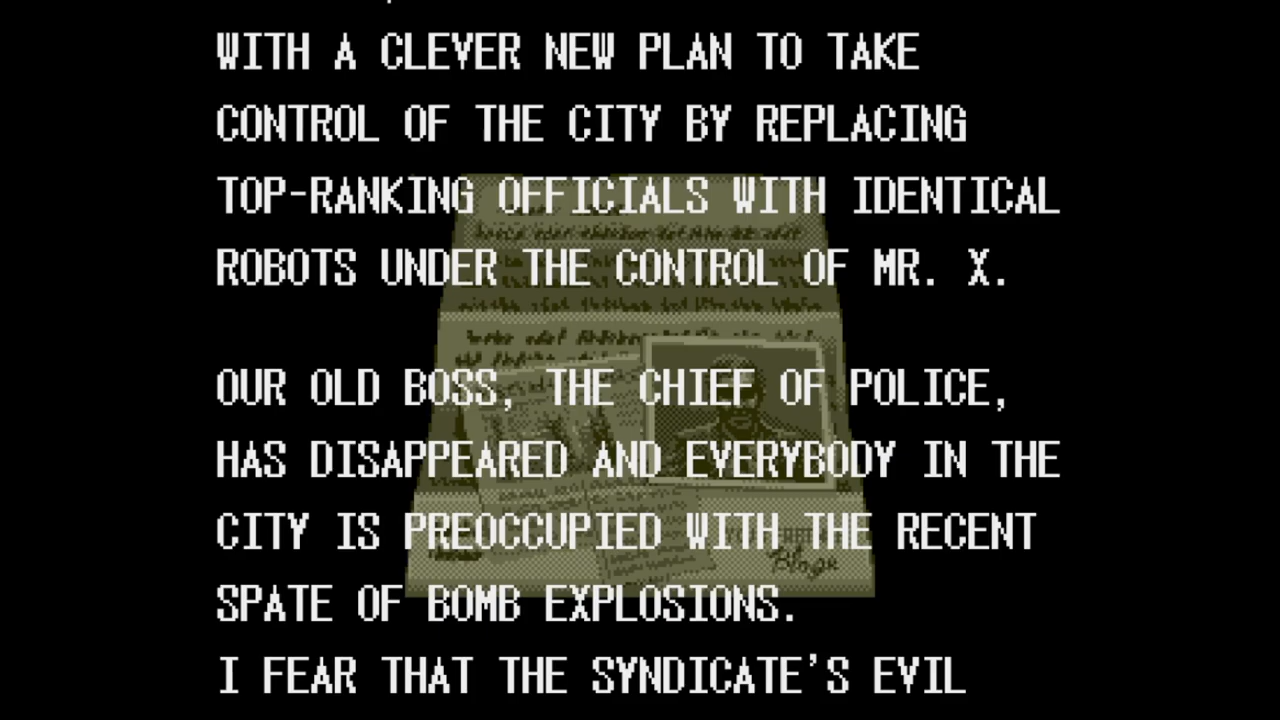 WITH A CLEVER NEW PLAN TO TAKE
CONTROL OF THE CITY BY REPLACING
TOP-RANKING OFFICIALS WITH IDENTICAL
ROBOTS UNDER THE CONTROL OF MR. X.
OUR OLD BOSS, THE CHIEF OF POLICE,
HAS DISAPPEARED AND EVERYBODY IN THE
CITY IS PREOCCUPIED WITH THE RECENT
SPATE OF BOMB EXPLOSIONS.
I FEAR THAT THE SYNDICATE'S EVIL